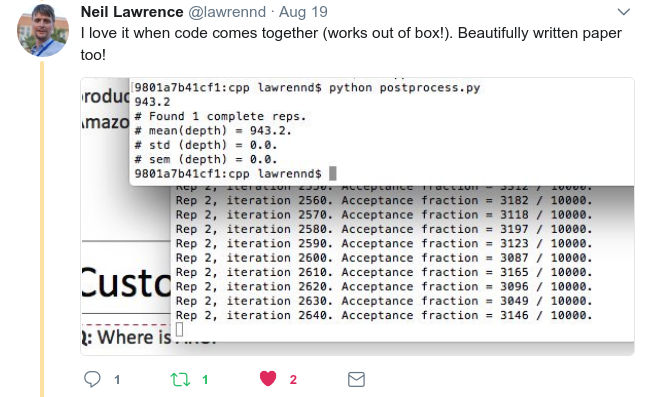 Neil Lawrence @lawrennd · Aug 19
I love it when code comes together (works out of box!). Beautifully written paper
too!
[9801a7b41cf1:cpp lawrennd$ python postprocess.py
943.2
# Found 1 complete reps.
# mean(depth) = 943.2.
# std (depth) = 0.0.
# sem (depth) = 0.0.
9801a7b41cf1:cpp lawrennd$
Rep 2, iteration 2550. Acceptance fraction = 3312 / 10000.
Rep 2, iteration 2560. Acceptance fraction = 3182 / 10000.
Rep 2, iteration 2570. Acceptance fraction = 3118 / 10000.
Rep 2, iteration 2580. Acceptance fraction = 3197 / 10000.
Rep 2, iteration 2590. Acceptance fraction = 3123 / 10000.
Rep 2, iteration 2600. Acceptance fraction = 3087 / 10000.
Rep 2, iteration 2610. Acceptance fraction = 3165 / 10000.
Rep 2, iteration 2620. Acceptance fraction = 3096 / 10000.
Rep 2, iteration 2630. Acceptance fraction = 3049 / 10000.
Rep 2, iteration 2640. Acceptance fraction = 3146 / 10000.
roduc
mazo
Custo
: Where is
1 1 2